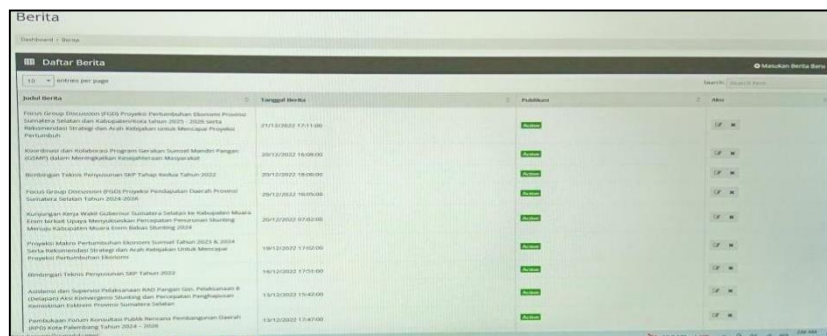 Berita
Dashboard / Berita
Daftar Berita
Masukan Berita Baru
10 entries per page
Search:
Judul Berita
Tanggal Berita
Publikasi
Aksi
Focus Group Discussion (FGD) Proyeksi Pertumbuhan Ekonomi Provinsi
Sumatera Selatan dan Kabupaten/Kota tahun 2025 - 2026 serta
Rekomendasi Strategi dan Arah Kebijakan untuk Mencapai Proyeksi
Pertumbuh
21/12/2022 17:11:00
Active
Koordinasi dan Kolaborasi Program Gerakan Sumsel Mandiri Pangan
(GSMP) dalam Meningkatkan Kesejahteraan Masyarakat
20/12/2022 16:08:00
Active
Bimbingan Teknis Penyusunan SKP Tahap Kedua Tahun 2022
20/12/2022 18:06:00
Active
Focus Group Discussion (FGD) Proyeksi Pendapatan Daerah Provinsi
Sumatera Selatan Tahun 2024-2026
20/12/2022 16:05:00
Active
Kunjungan Kerja Wakil Gubernur Sumatera Selatan ke Kabupaten Muara
Enim terkait Upaya Menyukseskan Percepatan Penurunan Stunting
Menuju Kabupaten Muara Enim Bebas Stunting 2024
20/12/2022 07:02:00
Active
Proyeksi Makro Pertumbuhan Ekonomi Sumsel Tahun 2023 & 2024
Serta Rekomendasi Strategi dan Arah Kebijakan Untuk Mencapai
Proyeksi Pertumbuhan Ekonomi
19/12/2022 17:02:00
Active
Bimbingan Teknis Penyusunan SKP Tahun 2022
16/12/2022 17:51:00
Active
Asistensi dan Supervisi Pelaksanaan RAD Pangan Gizi, Pelaksanaan 8
(Delapan) Aksi Konvergensi Stunting dan Percepatan Penghapusan
Kemiskinan Ekstrem Provinsi Sumatera Selatan
15/12/2022 15:42:00
Active
Pembukaan Forum Konsultasi Publik Rencana Pembangunan Daerah
(RPD) Kota Palembang Tahun 2024 - 2026
13/12/2022 17:47:00
Active